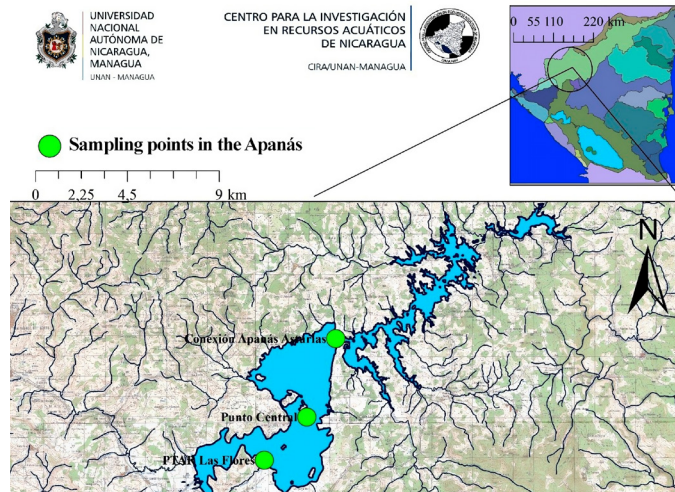 UNIVERSIDAD
NACIONAL
AUTÓNOMA DE
NICARAGUA,
MANAGUA
UNAN - MANAGUA
CENTRO PARA LA INVESTIGACIÓN
EN RECURSOS ACUÁTICOS
DE NICARAGUA
CIRA/UNAN-MANAGUA
0 55 110 220 km
Sampling points in the Apanás
0 2,25 4,5 9 km
N
Conexión Apanás Asturias
Punto Central
PTAR Las Flores